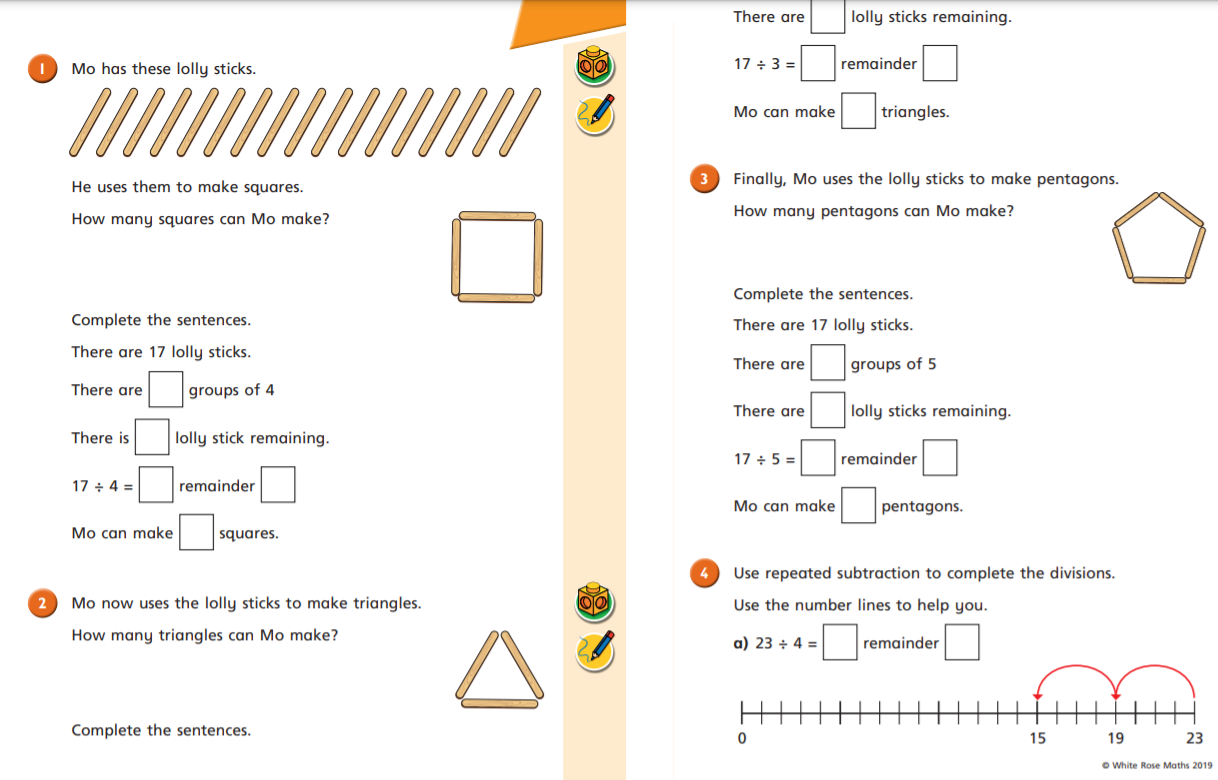 1
Mo has these lolly sticks.
He uses them to make squares.
How many squares can Mo make?
Complete the sentences.
There are 17 lolly sticks.
There are groups of 4
There is lolly stick remaining.
17 ÷ 4 = remainder
Mo can make squares.
2
Mo now uses the lolly sticks to make triangles.
How many triangles can Mo make?
Complete the sentences.
There are lolly sticks remaining.
17 ÷ 3 = remainder
Mo can make triangles.
3
Finally, Mo uses the lolly sticks to make pentagons.
How many pentagons can Mo make?
Complete the sentences.
There are 17 lolly sticks.
There are groups of 5
There are lolly sticks remaining.
17 ÷ 5 = remainder
Mo can make pentagons.
4
Use repeated subtraction to complete the divisions.
Use the number lines to help you.
a) 23 ÷ 4 = remainder
0 15 19 23
© White Rose Maths 2019